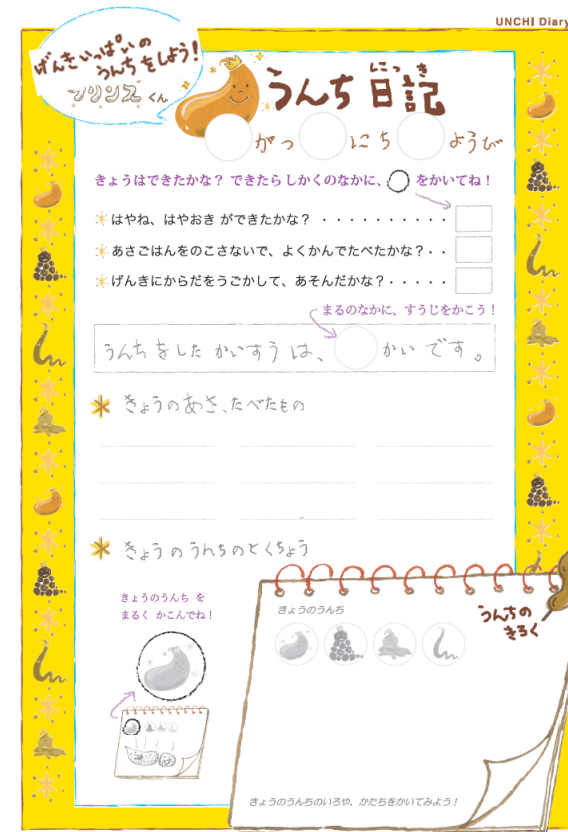 UNCHI Diary
げんきいっぱいの
うんちをしよう!
プリンスくん
にっき
うんち日記
がつ にち ようび
きょうはできたかな? できたら しかくのなかに、◯ をかいてね!
はやね、はやおき ができたかな? ・・・・・・・・・・
あさごはんをのこさないで、よくかんでたべたかな?・・
げんきにからだをうごかして、あそんだかな?・・・・・
まるのなかに、すうじをかこう!
うんちをした かいすう は、 かい です。
きょうのあさ、たべたもの
きょうのうんちのとくちょう
きょうのうんち を
まるく かこんでね!
きょうのうんち
うんちの
きろく
きょうのうんちのいろや、かたちをかいてみよう!